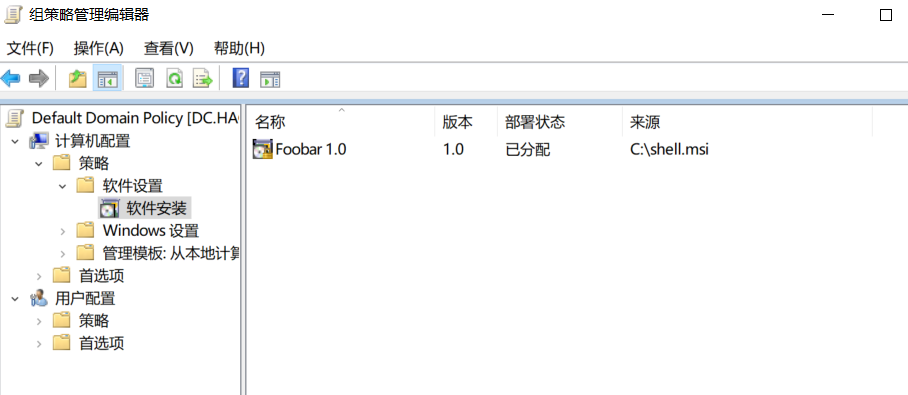 组策略管理编辑器
文件(F) 操作(A) 查看(V) 帮助(H)
Default Domain Policy [DC.HA
计算机配置
策略
软件设置
软件安装
Windows 设置
管理模板: 从本地计算
首选项
用户配置
策略
首选项
名称 版本 部署状态 来源
Foobar 1.0 1.0 已分配 C:\shell.msi